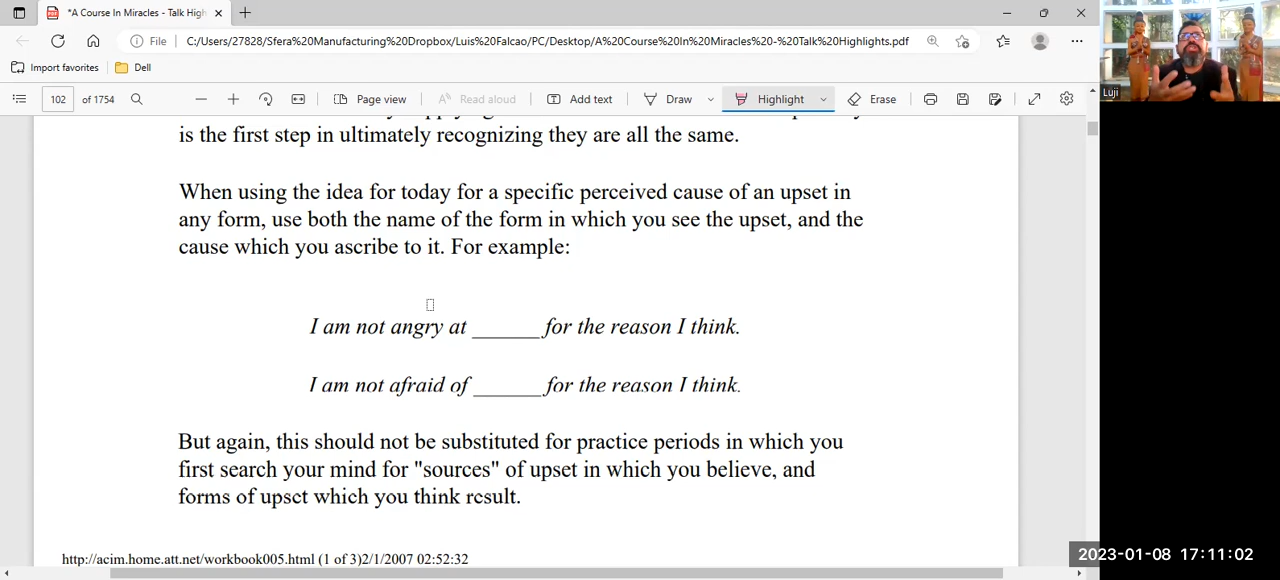 *A Course In Miracles - Talk High
File C:/Users/27828/Sfera%20Manufacturing%20Dropbox/Luis%20Falcao/PC/Desktop/A%20Course%20In%20Miracles%20-%20Talk%20Highlights.pdf
Import favorites Dell
102 of 1754 Page view Read aloud Add text Draw Highlight Erase
Luji
is the first step in ultimately recognizing they are all the same.
When using the idea for today for a specific perceived cause of an upset in
any form, use both the name of the form in which you see the upset, and the
cause which you ascribe to it. For example:
I am not angry at ______ for the reason I think.
I am not afraid of ______ for the reason I think.
But again, this should not be substituted for practice periods in which you
first search your mind for "sources" of upset in which you believe, and
forms of upset which you think result.
http://acim.home.att.net/workbook005.html (1 of 3)2/1/2007 02:52:32
2023-01-08 17:11:02